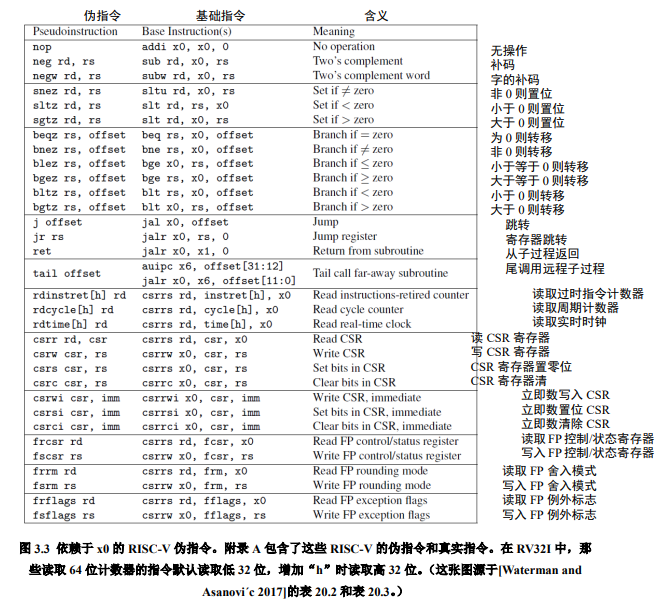 伪指令 基础指令 含义
Pseudoinstruction Base Instruction(s) Meaning
nop addi x0, x0, 0 No operation 无操作
neg rd, rs sub rd, x0, rs Two's complement 补码
negw rd, rs subw rd, x0, rs Two's complement word 字的补码
snez rd, rs sltu rd, x0, rs Set if ≠ zero 非 0 则置位
sltz rd, rs slt rd, rs, x0 Set if < zero 小于 0 则置位
sgtz rd, rs slt rd, x0, rs Set if > zero 大于 0 则置位
beqz rs, offset beq rs, x0, offset Branch if = zero 为 0 则转移
bnez rs, offset bne rs, x0, offset Branch if ≠ zero 非 0 则转移
blez rs, offset bge x0, rs, offset Branch if ≤ zero 小于等于 0 则转移
bgez rs, offset bge rs, x0, offset Branch if ≥ zero 大于等于 0 则转移
bltz rs, offset blt rs, x0, offset Branch if < zero 小于 0 则转移
bgtz rs, offset blt x0, rs, offset Branch if > zero 大于 0 则转移
j offset jal x0, offset Jump 跳转
jr rs jalr x0, rs, 0 Jump register 寄存器跳转
ret jalr x0, x1, 0 Return from subroutine 从子过程返回
tail offset auipc x6, offset[31:12] Tail call far-away subroutine 尾调用远程子过程
jalr x0, x6, offset[11:0]
rdinstret[h] rd csrrs rd, instret[h], x0 Read instructions-retired counter 读取过时指令计数器
rdcycle[h] rd csrrs rd, cycle[h], x0 Read cycle counter 读取周期计数器
rdtime[h] rd csrrs rd, time[h], x0 Read real-time clock 读取实时时钟
csrr rd, csr csrrs rd, csr, x0 Read CSR 读 CSR 寄存器
csrw csr, rs csrrw x0, csr, rs Write CSR 写 CSR 寄存器
csrs csr, rs csrrs x0, csr, rs Set bits in CSR CSR 寄存器置零位
csrc csr, rs csrrc x0, csr, rs Clear bits in CSR CSR 寄存器清
csrwi csr, imm csrrwi x0, csr, imm Write CSR, immediate 立即数写入 CSR
csrsi csr, imm csrrsi x0, csr, imm Set bits in CSR, immediate 立即数置位 CSR
csrci csr, imm csrrci x0, csr, imm Clear bits in CSR, immediate 立即数清除 CSR
frcsr rd csrrs rd, fcsr, x0 Read FP control/status register 读取 FP 控制/状态寄存器
fscsr rs csrrw x0, fcsr, rs Write FP control/status register 写入 FP 控制/状态寄存器
frrm rd csrrs rd, frm, x0 Read FP rounding mode 读取 FP 舍入模式
fsrm rs csrrw x0, frm, rs Write FP rounding mode 写入 FP 舍入模式
frflags rd csrrs rd, fflags, x0 Read FP exception flags 读取 FP 例外标志
fsflags rs csrrw x0, fflags, rs Write FP exception flags 写入 FP 例外标志
图 3.3 依赖于 x0 的 RISC-V 伪指令。附录 A 包含了这些 RISC-V 的伪指令和真实指令。在 RV32I 中，那
些读取 64 位计数器的指令默认读取低 32 位，增加“h”时读取高 32 位。（这张图源于[Waterman and
Asanovi´c 2017]的表 20.2 和表 20.3。）